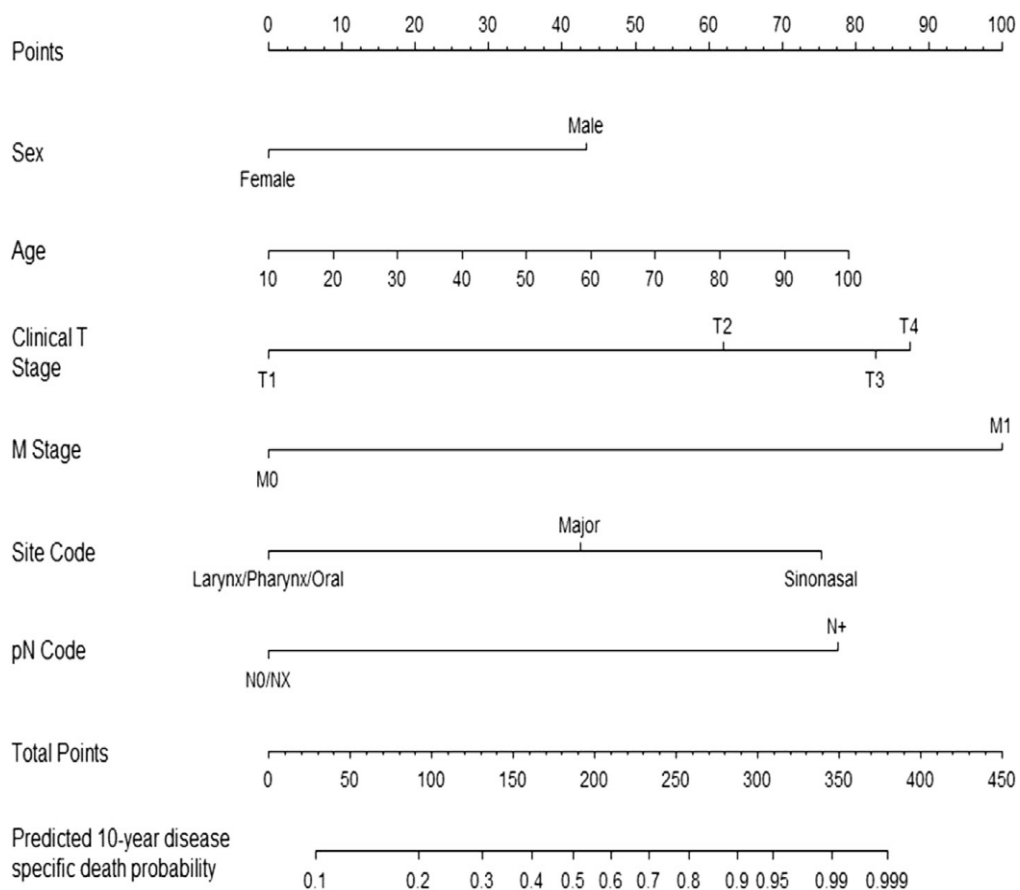 0 10 20 30 40 50 60 70 80 90 100
Points
Male
Sex
Female
Age
10 20 30 40 50 60 70 80 90 100
T2 T4
Clinical T
Stage
T1 T3
M1
M Stage
M0
Major
Site Code
Larynx/Pharynx/Oral Sinonasal
N+
pN Code
N0/NX
Total Points
0 50 100 150 200 250 300 350 400 450
Predicted 10-year disease
specific death probability
0.1 0.2 0.3 0.4 0.5 0.6 0.7 0.8 0.9 0.95 0.99 0.999